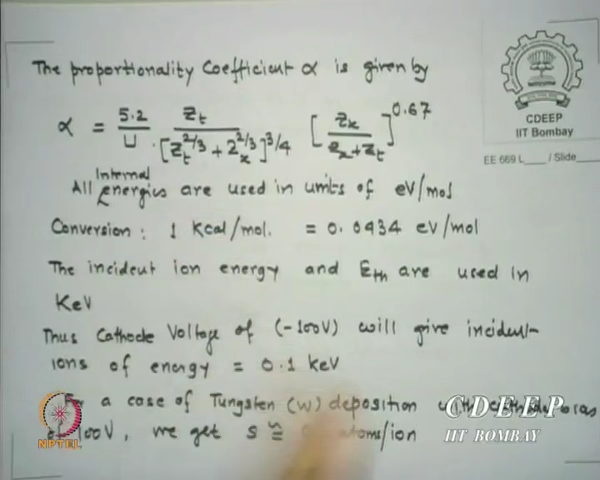 The proportionality Coefficient α is given by
α = 5.2/U · Z_t/[Z_t^2/3 + Z_x^2/3]^3/4 [Z_x/(Z_x+Z_t)]^0.67
Internal
All Energies are used in units of eV/mol
Conversion: 1 Kcal/mol. = 0.0434 eV/mol
The incident ion energy and E_th are used in
KeV
Thus Cathode Voltage of (-100V) will give incident
ions of energy = 0.1 keV
a case of Tungsten (W) deposition
100V, we get S ≅ atoms/ion
CDEEP
IIT Bombay
EE 669 L____ / Slide
NPTEL
CDEEP
IIT BOMBAY